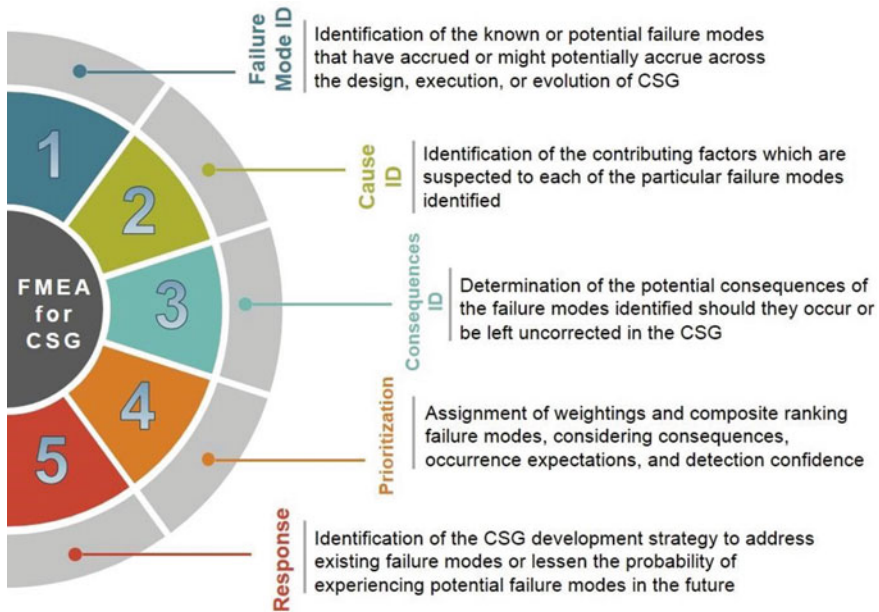 FMEA
for
CSG
1
Failure
Mode ID
Identification of the known or potential failure modes
that have accrued or might potentially accrue across
the design, execution, or evolution of CSG
2
Cause
ID
Identification of the contributing factors which are
suspected to each of the particular failure modes
identified
3
Consequences
ID
Determination of the potential consequences of
the failure modes identified should they occur or
be left uncorrected in the CSG
4
Prioritization
Assignment of weightings and composite ranking
failure modes, considering consequences,
occurrence expectations, and detection confidence
5
Response
Identification of the CSG development strategy to address
existing failure modes or lessen the probability of
experiencing potential failure modes in the future